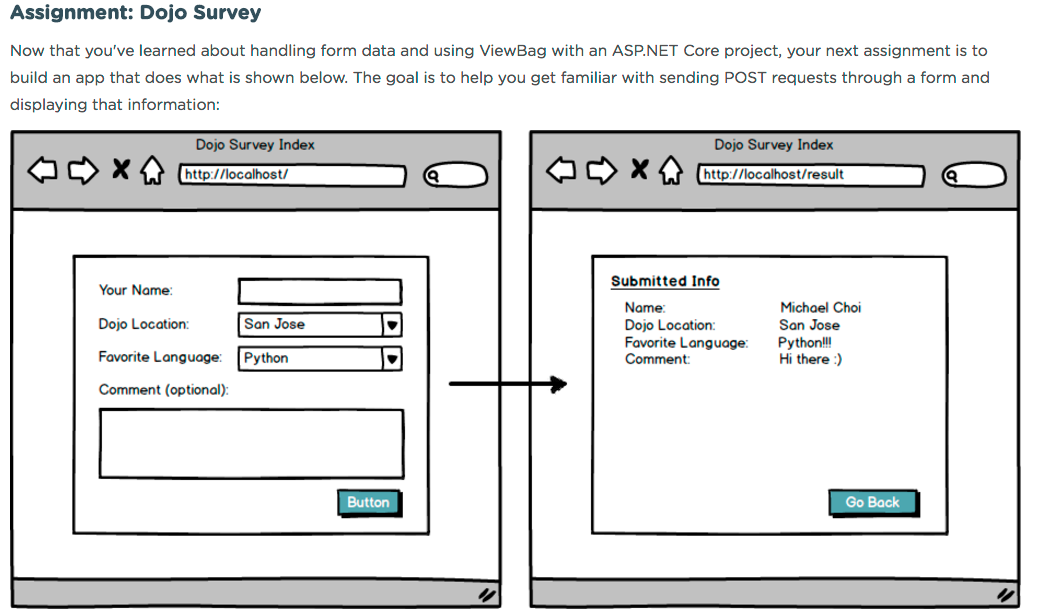 Assignment: Dojo Survey
Now that you've learned about handling form data and using ViewBag with an ASP.NET Core project, your next assignment is to
build an app that does what is shown below. The goal is to help you get familiar with sending POST requests through a form and
displaying that information:
Dojo Survey Index
http://localhost/
Your Name:
Dojo Location:
San Jose
Favorite Language:
Python
Comment (optional):
Button
Dojo Survey Index
http://localhost/result
Submitted Info
Name: Michael Choi
Dojo Location: San Jose
Favorite Language: Python!!!
Comment: Hi there :)
Go Back